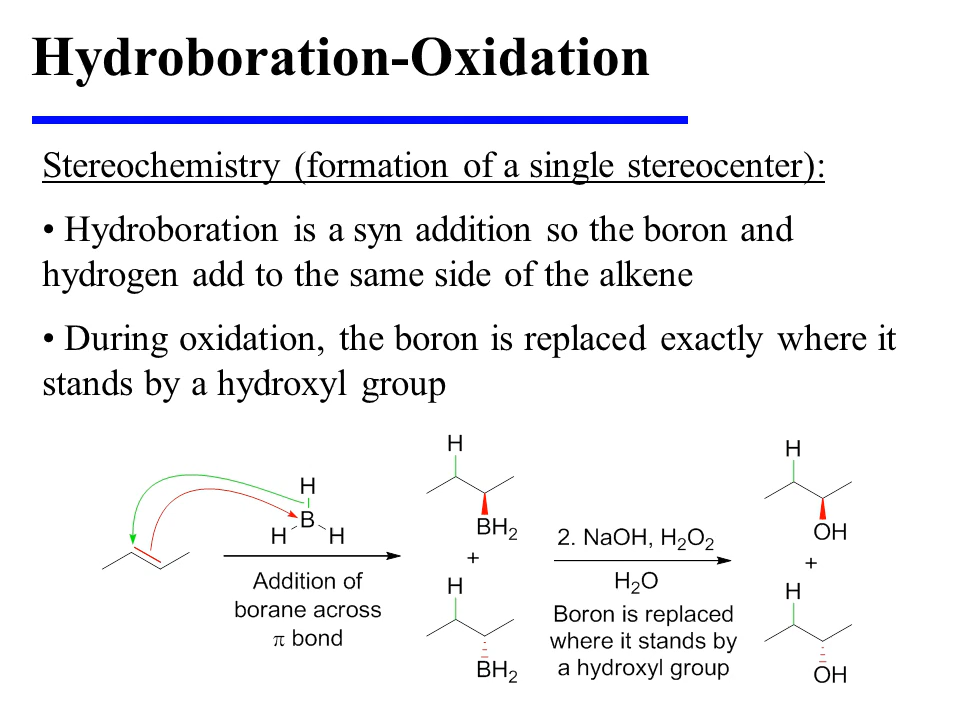 Hydroboration-Oxidation
Stereochemistry (formation of a single stereocenter):
• Hydroboration is a syn addition so the boron and
hydrogen add to the same side of the alkene
• During oxidation, the boron is replaced exactly where it
stands by a hydroxyl group
H
B
H H
Addition of
borane across
π bond
H
BH₂
+
H
BH₂
2. NaOH, H₂O₂
H₂O
Boron is replaced
where it stands by
a hydroxyl group
H
OH
+
H
OH